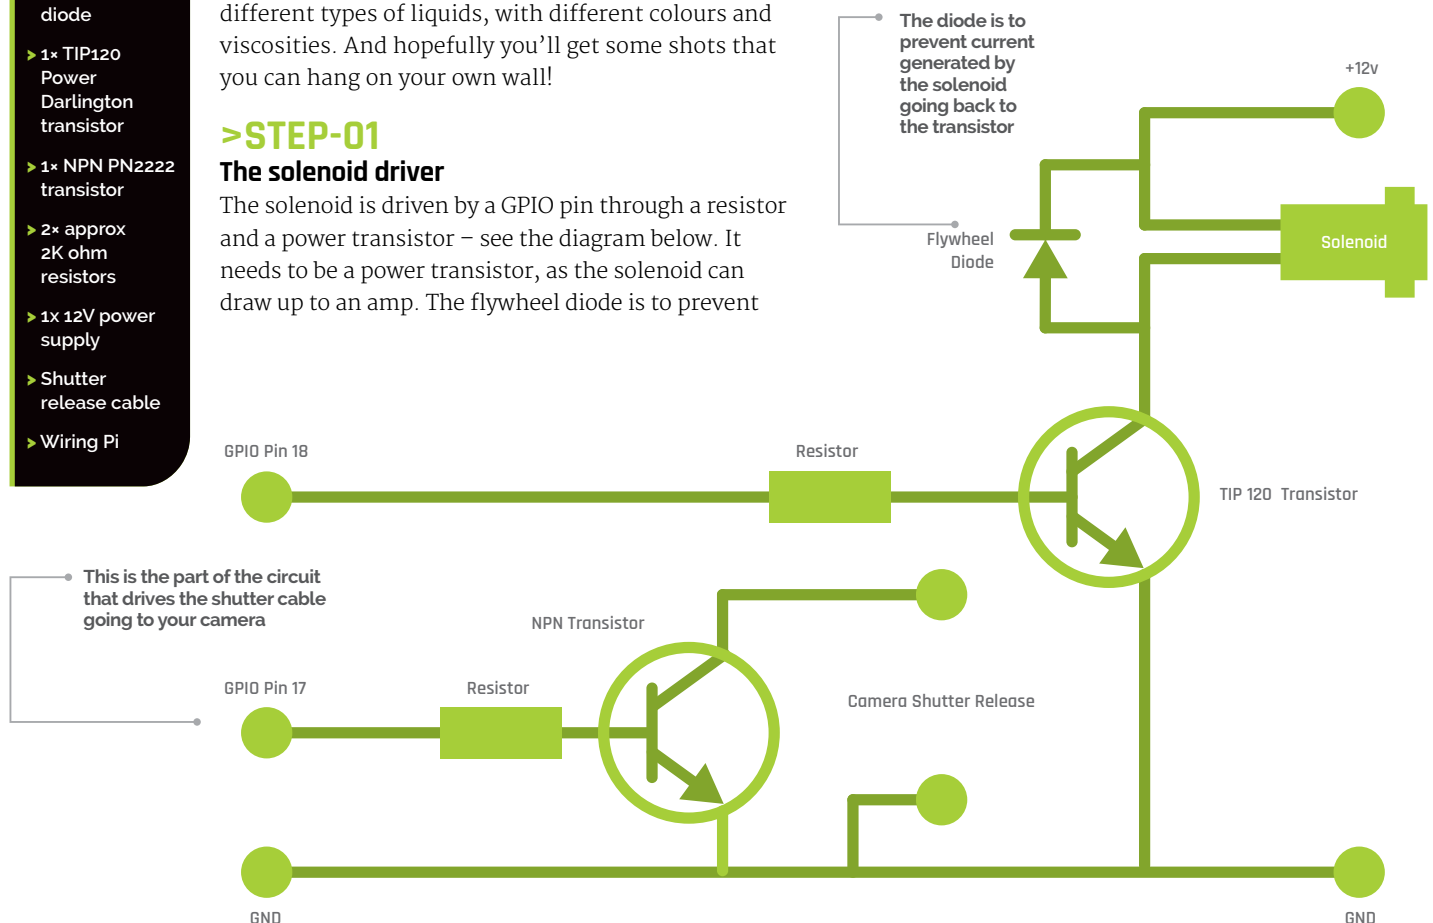 diode
> 1× TIP120
Power
Darlington
transistor
> 1× NPN PN2222
transistor
> 2× approx
2K ohm
resistors
> 1x 12V power
supply
> Shutter
release cable
> Wiring Pi
different types of liquids, with different colours and
viscosities. And hopefully you’ll get some shots that
you can hang on your own wall!
>STEP-01
The solenoid driver
The solenoid is driven by a GPIO pin through a resistor
and a power transistor – see the diagram below. It
needs to be a power transistor, as the solenoid can
draw up to an amp. The flywheel diode is to prevent
The diode is to
prevent current
generated by
the solenoid
going back to
the transistor
+12v
Flywheel
Diode
Solenoid
GPIO Pin 18
Resistor
TIP 120 Transistor
This is the part of the circuit
that drives the shutter cable
going to your camera
NPN Transistor
GPIO Pin 17
Resistor
Camera Shutter Release
GND
GND